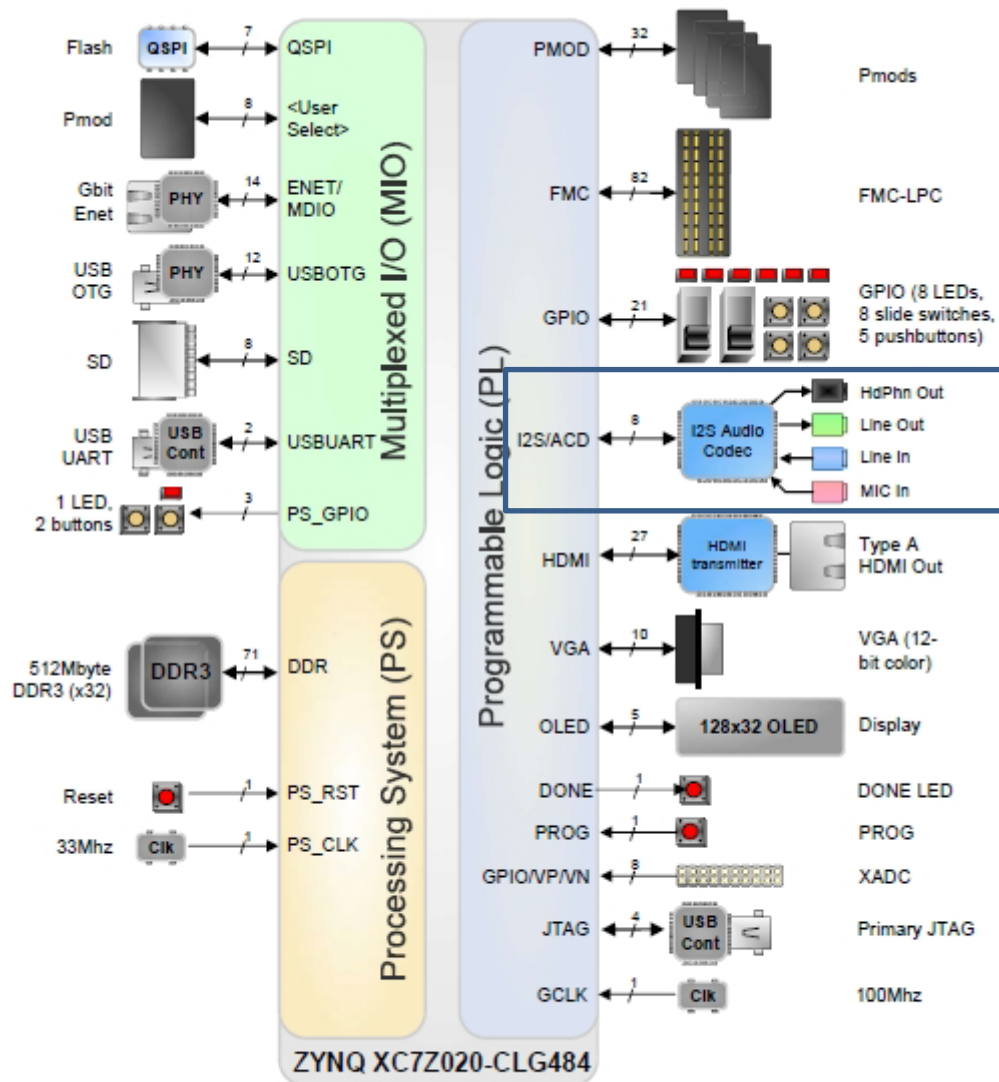 Flash
QSPI
7
QSPI
Pmod
8
<User
Select>
Gbit
Enet
PHY
14
ENET/
MDIO
USB
OTG
PHY
12
USBOTG
SD
8
SD
USB
UART
USB
Cont
2
USBUART
1 LED,
2 buttons
3
PS_GPIO
Multiplexed I/O (MIO)
512Mbyte
DDR3 (x32)
DDR3
71
DDR
Reset
1
PS_RST
33Mhz
Clk
1
PS_CLK
Processing System (PS)
Programmable Logic (PL)
PMOD
32
Pmods
FMC
82
FMC-LPC
GPIO
21
GPIO (8 LEDs,
8 slide switches,
5 pushbuttons)
I2S/ACD
8
I2S Audio
Codec
HdPhn Out
Line Out
Line In
MIC In
HDMI
27
HDMI
transmitter
Type A
HDMI Out
VGA
10
VGA (12-
bit color)
OLED
5
128x32 OLED
Display
DONE
1
DONE LED
PROG
1
PROG
GPIO/VP/VN
8
XADC
JTAG
4
USB
Cont
Primary JTAG
GCLK
1
Clk
100Mhz
ZYNQ XC7Z020-CLG484